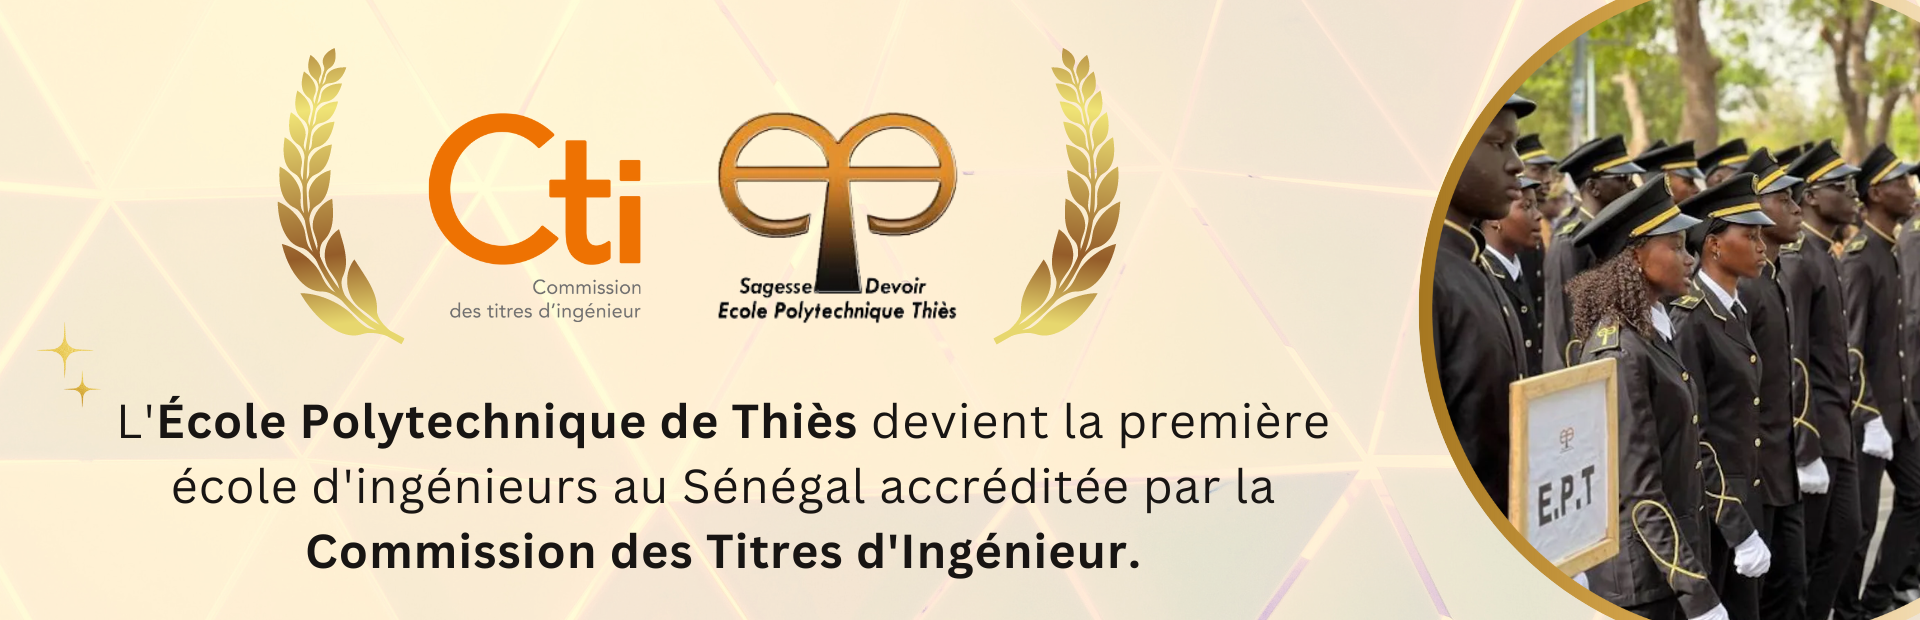 Cti
Commission
des titres d'ingénieur
Sagesse Devoir
Ecole Polytechnique Thiès
L'École Polytechnique de Thiès devient la première
école d'ingénieurs au Sénégal accréditée par la
Commission des Titres d'Ingénieur.
E.P.T